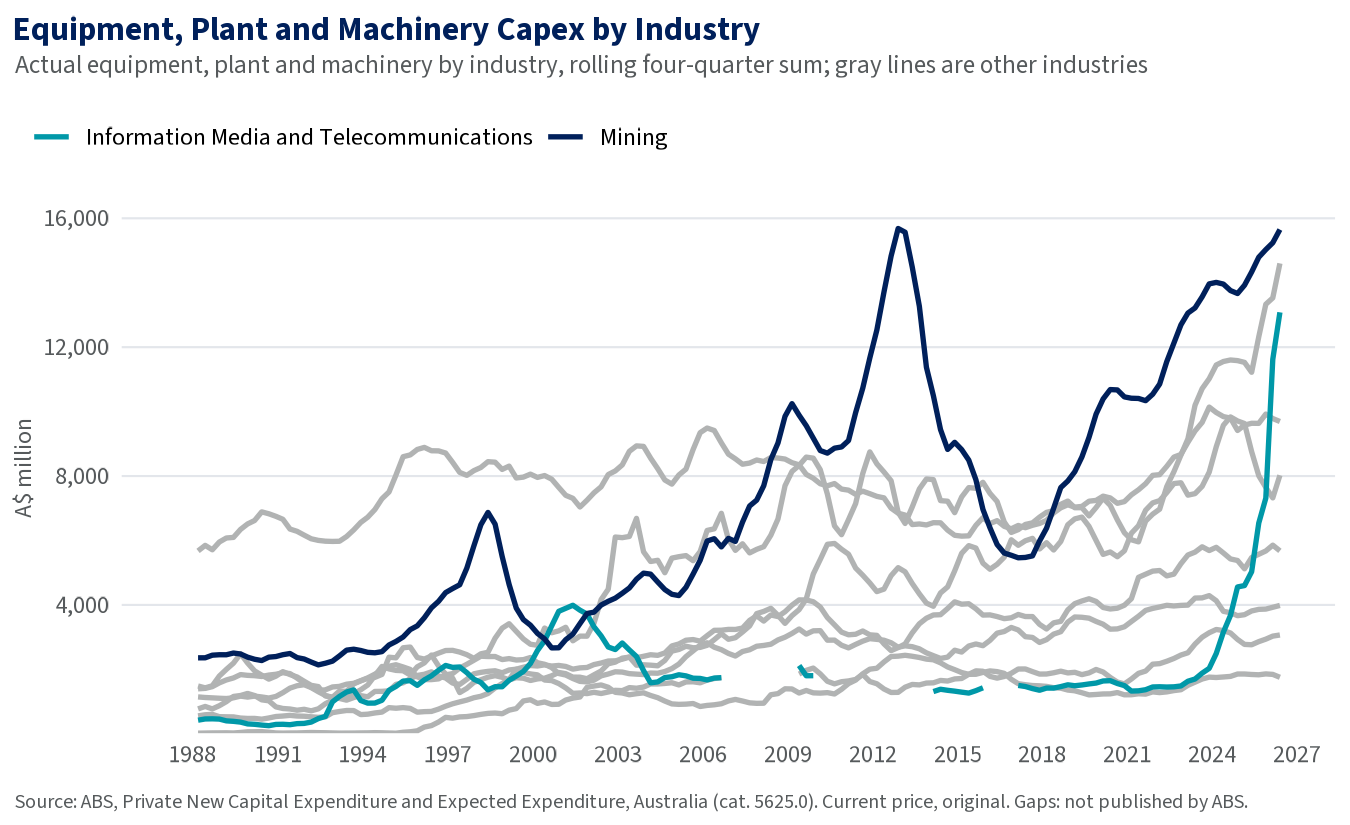 Equipment, Plant and Machinery Capex by Industry
Actual equipment, plant and machinery by industry, rolling four-quarter sum; gray lines are other industries
Information Media and Telecommunications Mining
16,000
12,000
8,000
4,000
A$ million
1988 1991 1994 1997 2000 2003 2006 2009 2012 2015 2018 2021 2024 2027
Source: ABS, Private New Capital Expenditure and Expected Expenditure, Australia (cat. 5625.0). Current price, original. Gaps: not published by ABS.